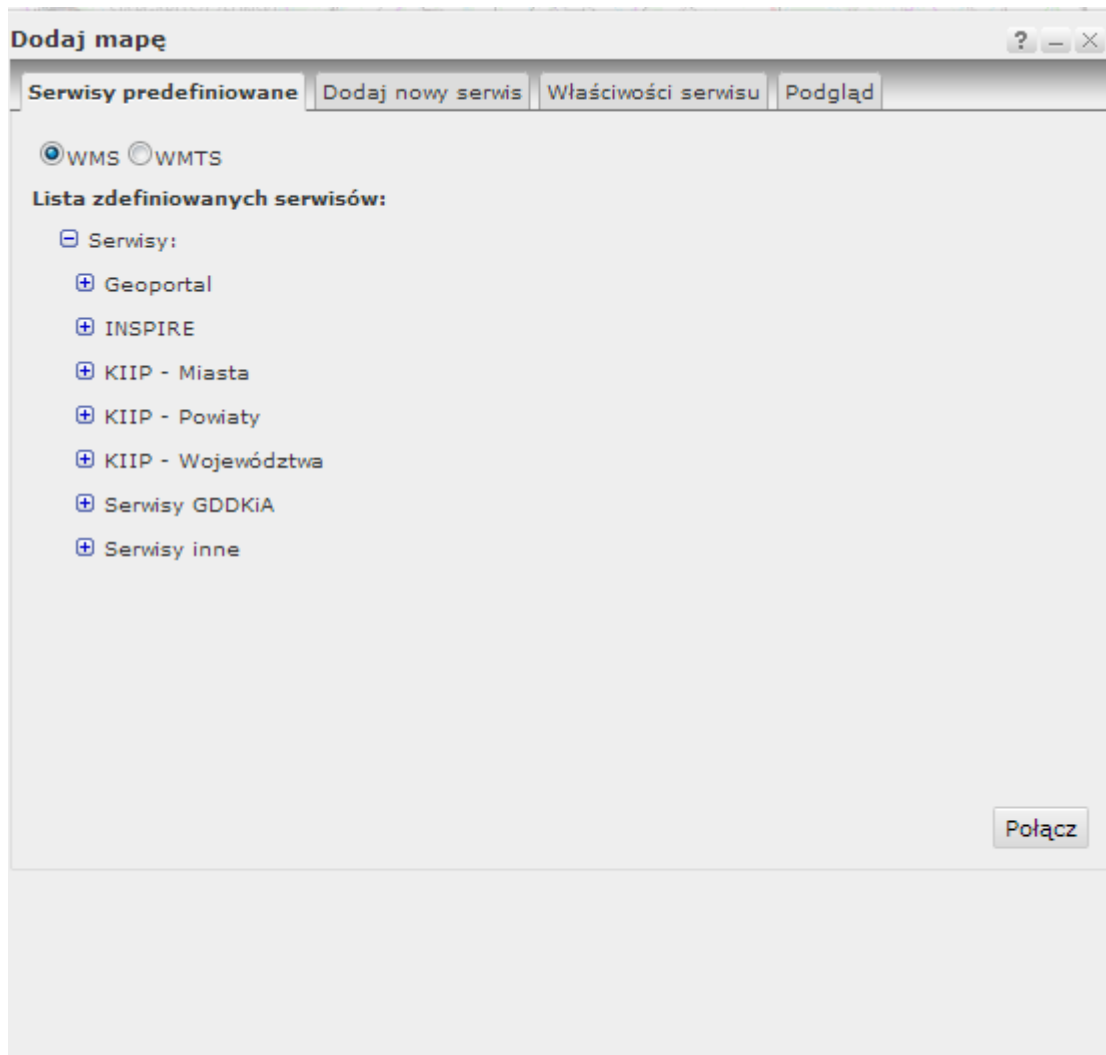 Dodaj mapę
Serwisy predefiniowane Dodaj nowy serwis Właściwości serwisu Podgląd
WMS WMTS
Lista zdefiniowanych serwisów:
Serwisy:
Geoportal
INSPIRE
KIIP - Miasta
KIIP - Powiaty
KIIP - Województwa
Serwisy GDDKiA
Serwisy inne
Połącz